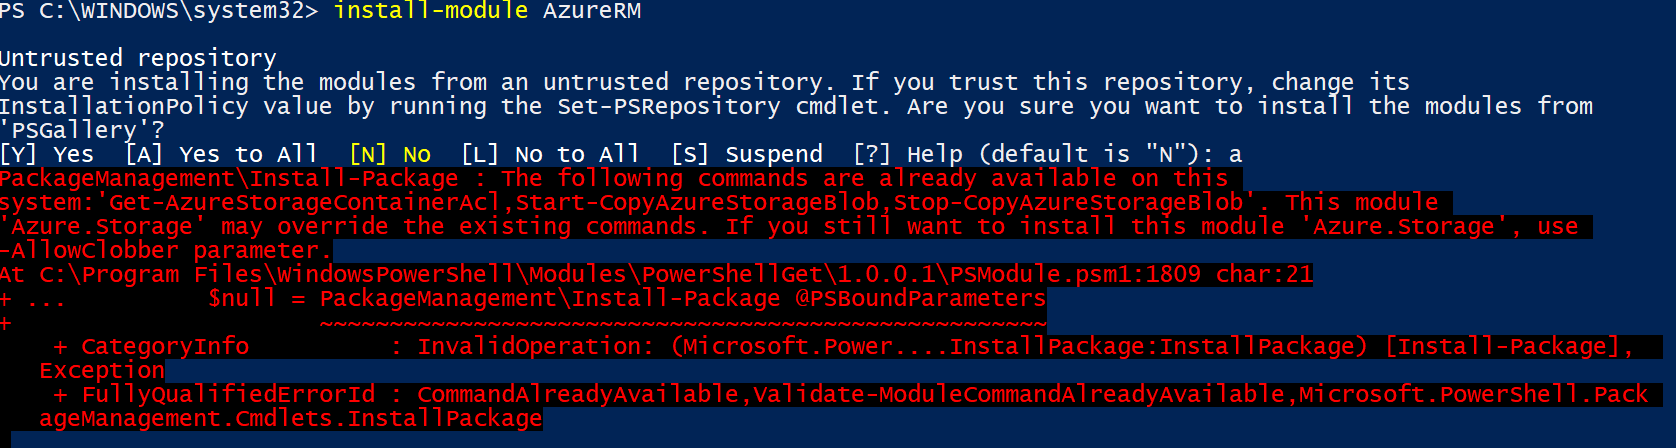 PS C:\WINDOWS\system32> install-module AzureRM
Untrusted repository
You are installing the modules from an untrusted repository. If you trust this repository, change its
InstallationPolicy value by running the Set-PSRepository cmdlet. Are you sure you want to install the modules from
'PSGallery'?
[Y] Yes  [A] Yes to All  [N] No  [L] No to All  [S] Suspend  [?] Help (default is "N"): a
PackageManagement\Install-Package : The following commands are already available on this
system:'Get-AzureStorageContainerAcl,Start-CopyAzureStorageBlob,Stop-CopyAzureStorageBlob'. This module
'Azure.Storage' may override the existing commands. If you still want to install this module 'Azure.Storage', use
-AllowClobber parameter.
At C:\Program Files\WindowsPowerShell\Modules\PowerShellGet\1.0.0.1\PSModule.psm1:1809 char:21
+ ...          $null = PackageManagement\Install-Package @PSBoundParameters
+                      ~~~~~~~~~~~~~~~~~~~~~~~~~~~~~~~~~~~~~~~~~~~~~~~~~~~~
    + CategoryInfo          : InvalidOperation: (Microsoft.Power....InstallPackage:InstallPackage) [Install-Package],
   Exception
    + FullyQualifiedErrorId : CommandAlreadyAvailable,Validate-ModuleCommandAlreadyAvailable,Microsoft.PowerShell.Pack
   ageManagement.Cmdlets.InstallPackage